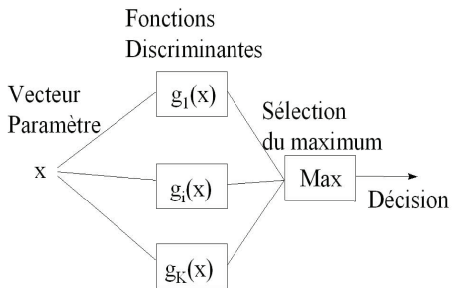 Fonctions
Discriminantes
Vecteur
Paramètre
x
g1(x)
gi(x)
gK(x)
Sélection
du maximum
Max
Décision